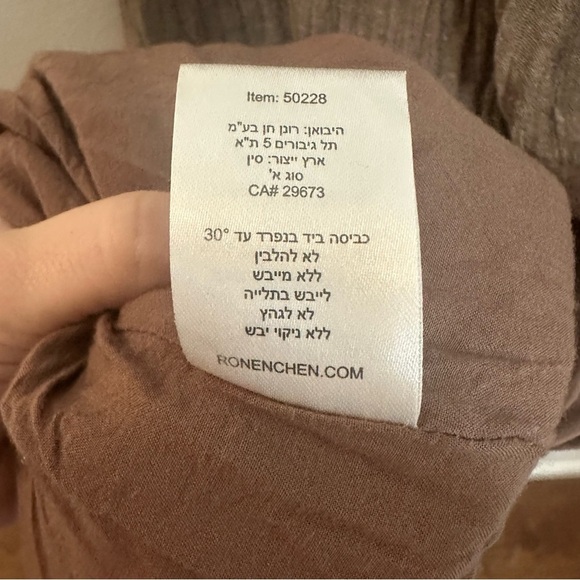 Item: 50228
היבואן: רונן חן בע"מ
תל גיבורים 5 ת"א
ארץ ייצור: סין
סוג א'
CA# 29673
כביסה ביד בנפרד עד 30°
לא להלבין
ללא מייבש
לייבש בתלייה
לא לגהץ
ללא ניקוי יבש
RONENCHEN.COM